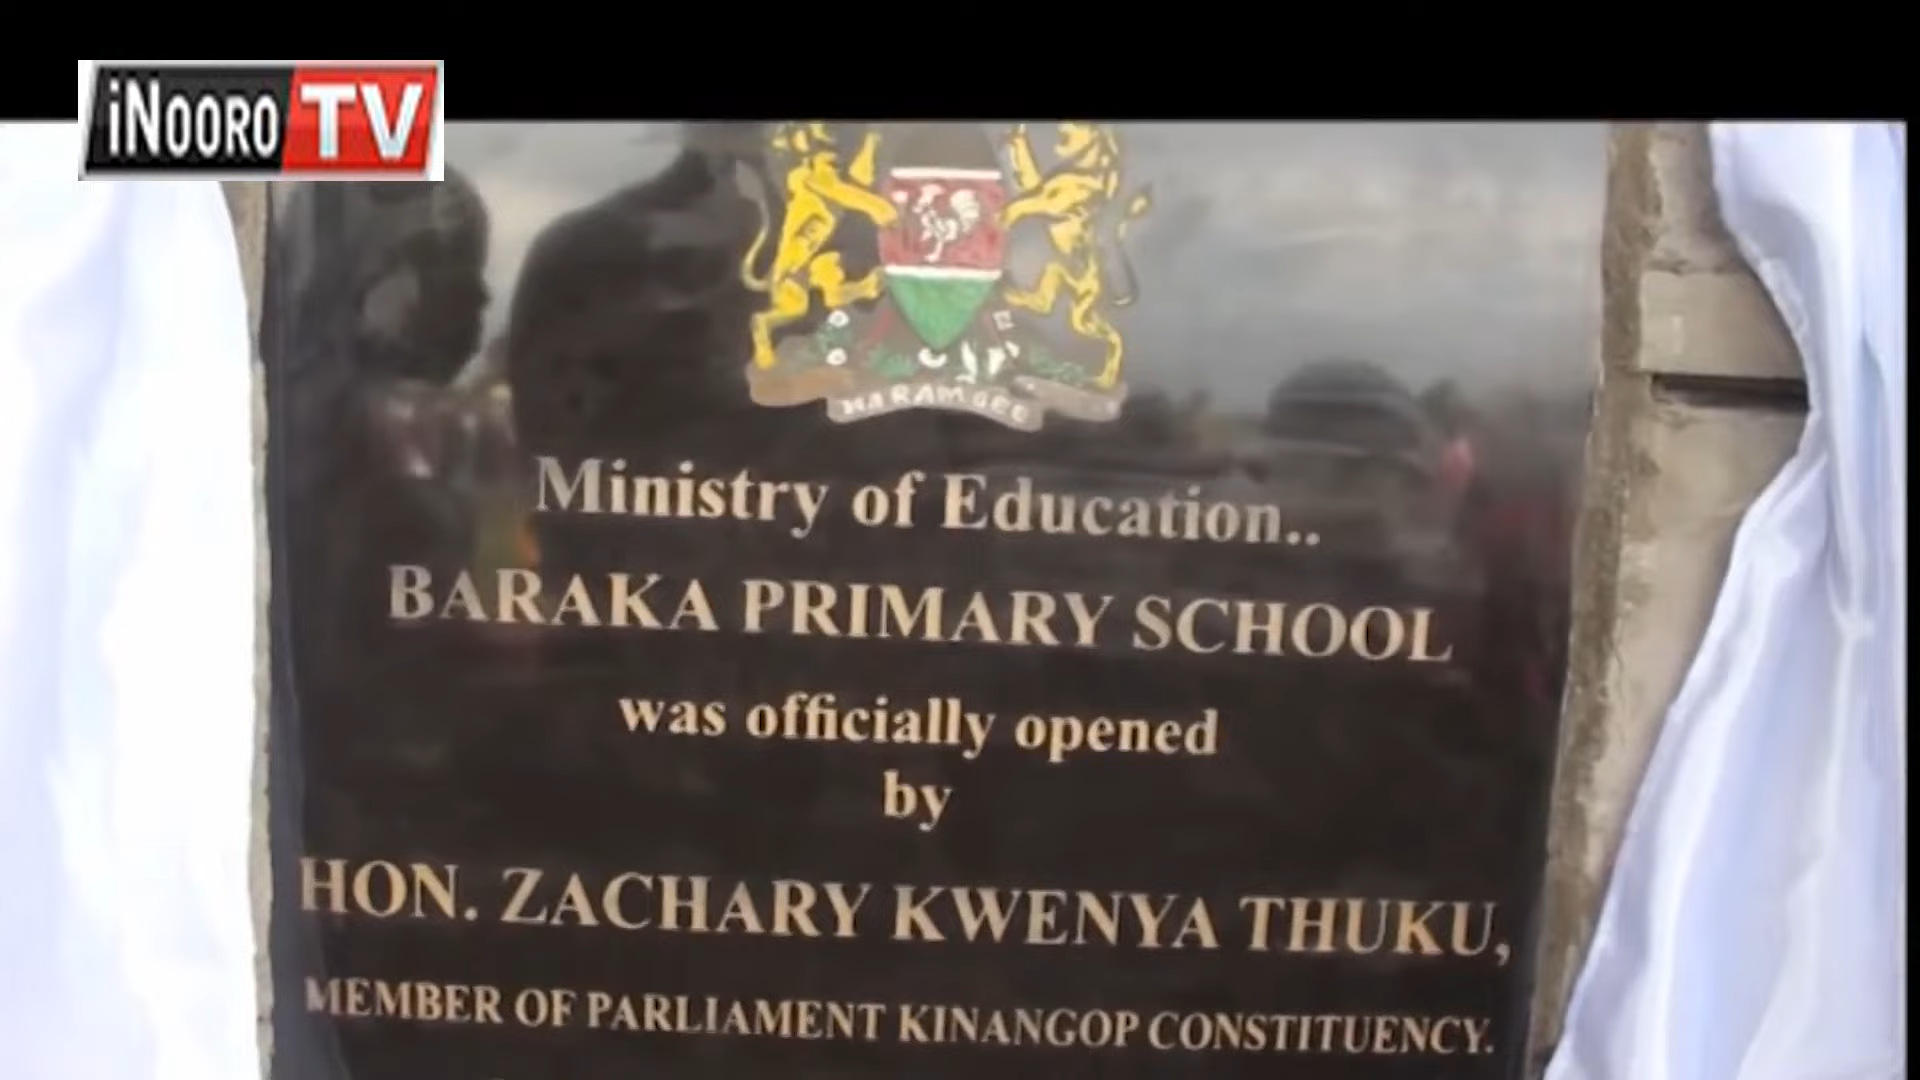 iNOORO TV
HARAMBEE
Ministry of Education..
BARAKA PRIMARY SCHOOL
was officially opened
by
HON. ZACHARY KWENYA THUKU,
MEMBER OF PARLIAMENT KINANGOP CONSTITUENCY.